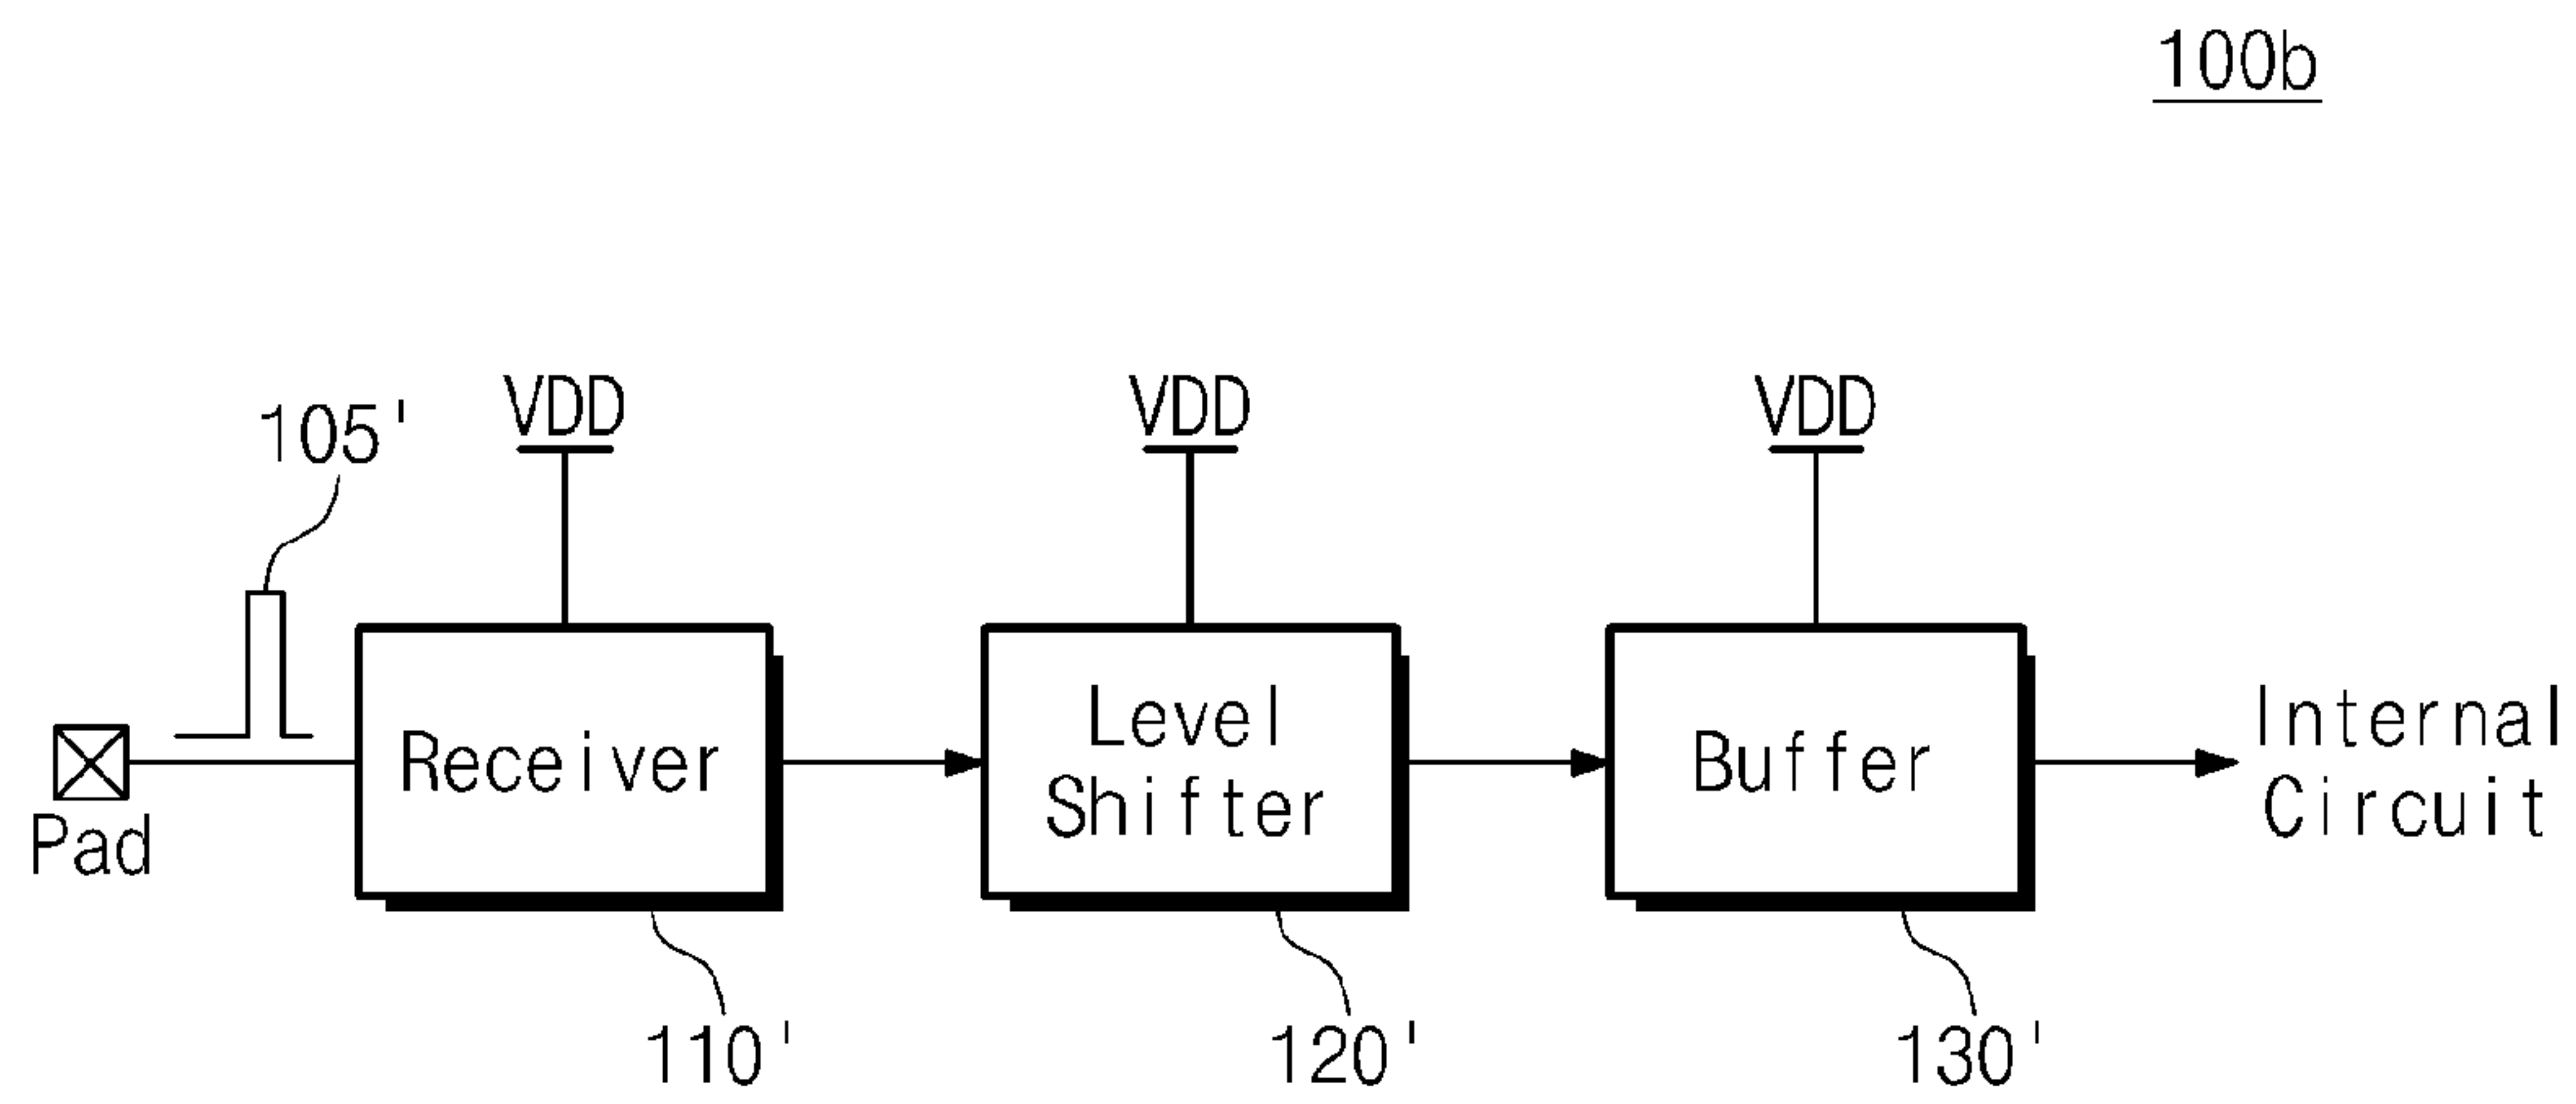 100b
105'
VDD
VDD
VDD
Pad
Receiver
Level
Shifter
Buffer
Internal
Circuit
110'
120'
130'